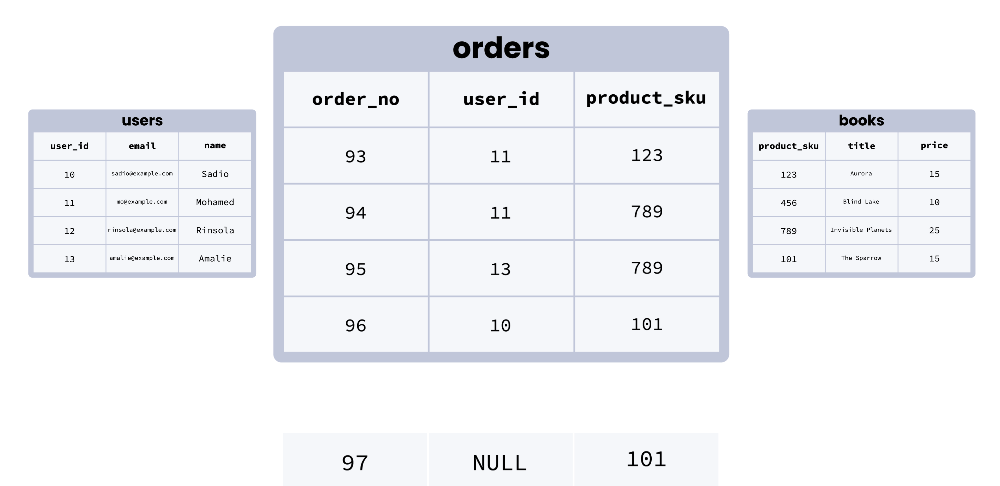 orders
order_no user_id product_sku
93 11 123
94 11 789
95 13 789
96 10 101
users
user_id email name
10 sadio@example.com Sadio
11 mo@example.com Mohamed
12 rinsola@example.com Rinsola
13 amalie@example.com Amalie
books
product_sku title price
123 Aurora 15
456 Blind Lake 10
789 Invisible Planets 25
101 The Sparrow 15
97 NULL 101